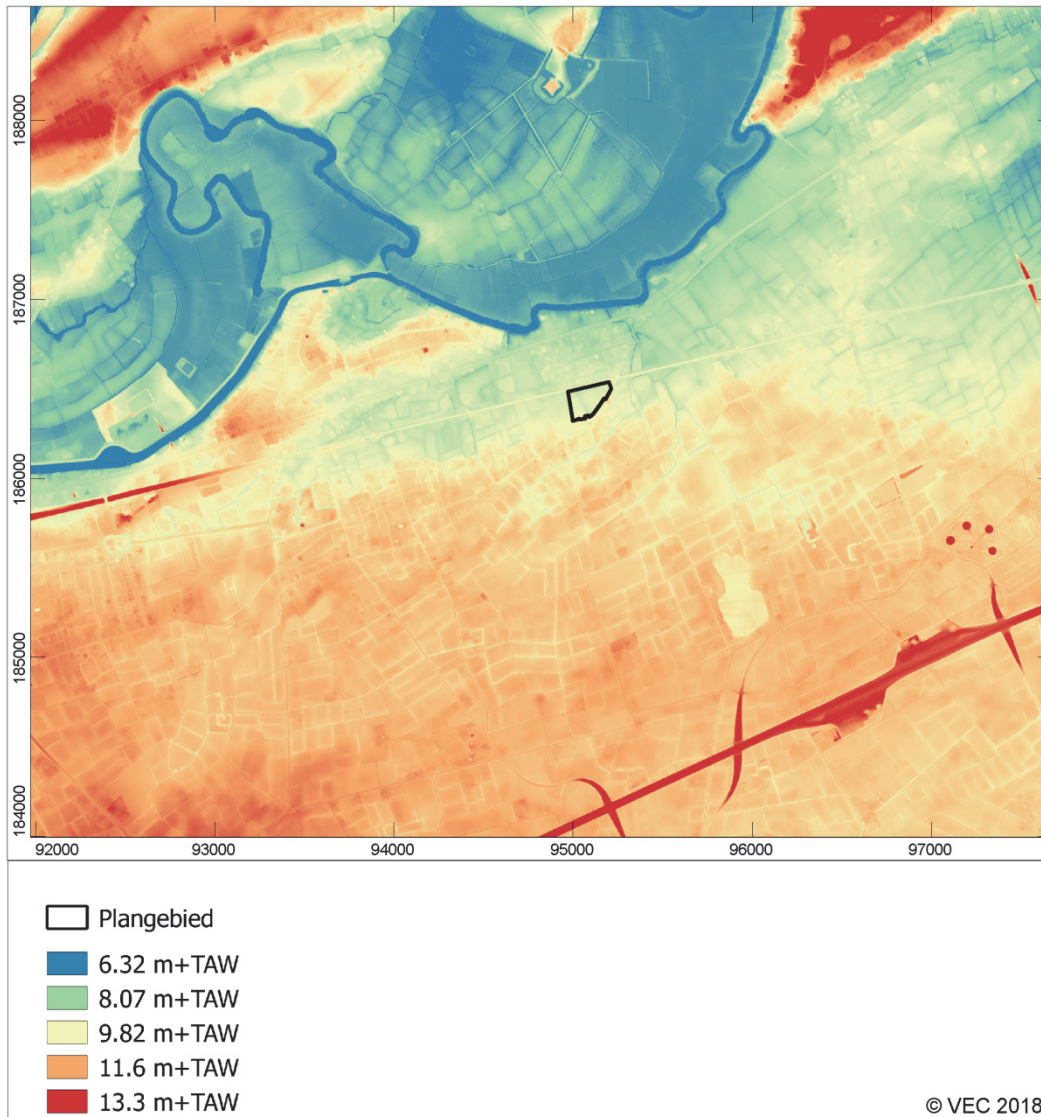 188000
187000
186000
185000
184000
92000 93000 94000 95000 96000 97000
Plangebied
6.32 m+TAW
8.07 m+TAW
9.82 m+TAW
11.6 m+TAW
13.3 m+TAW
© VEC 2018